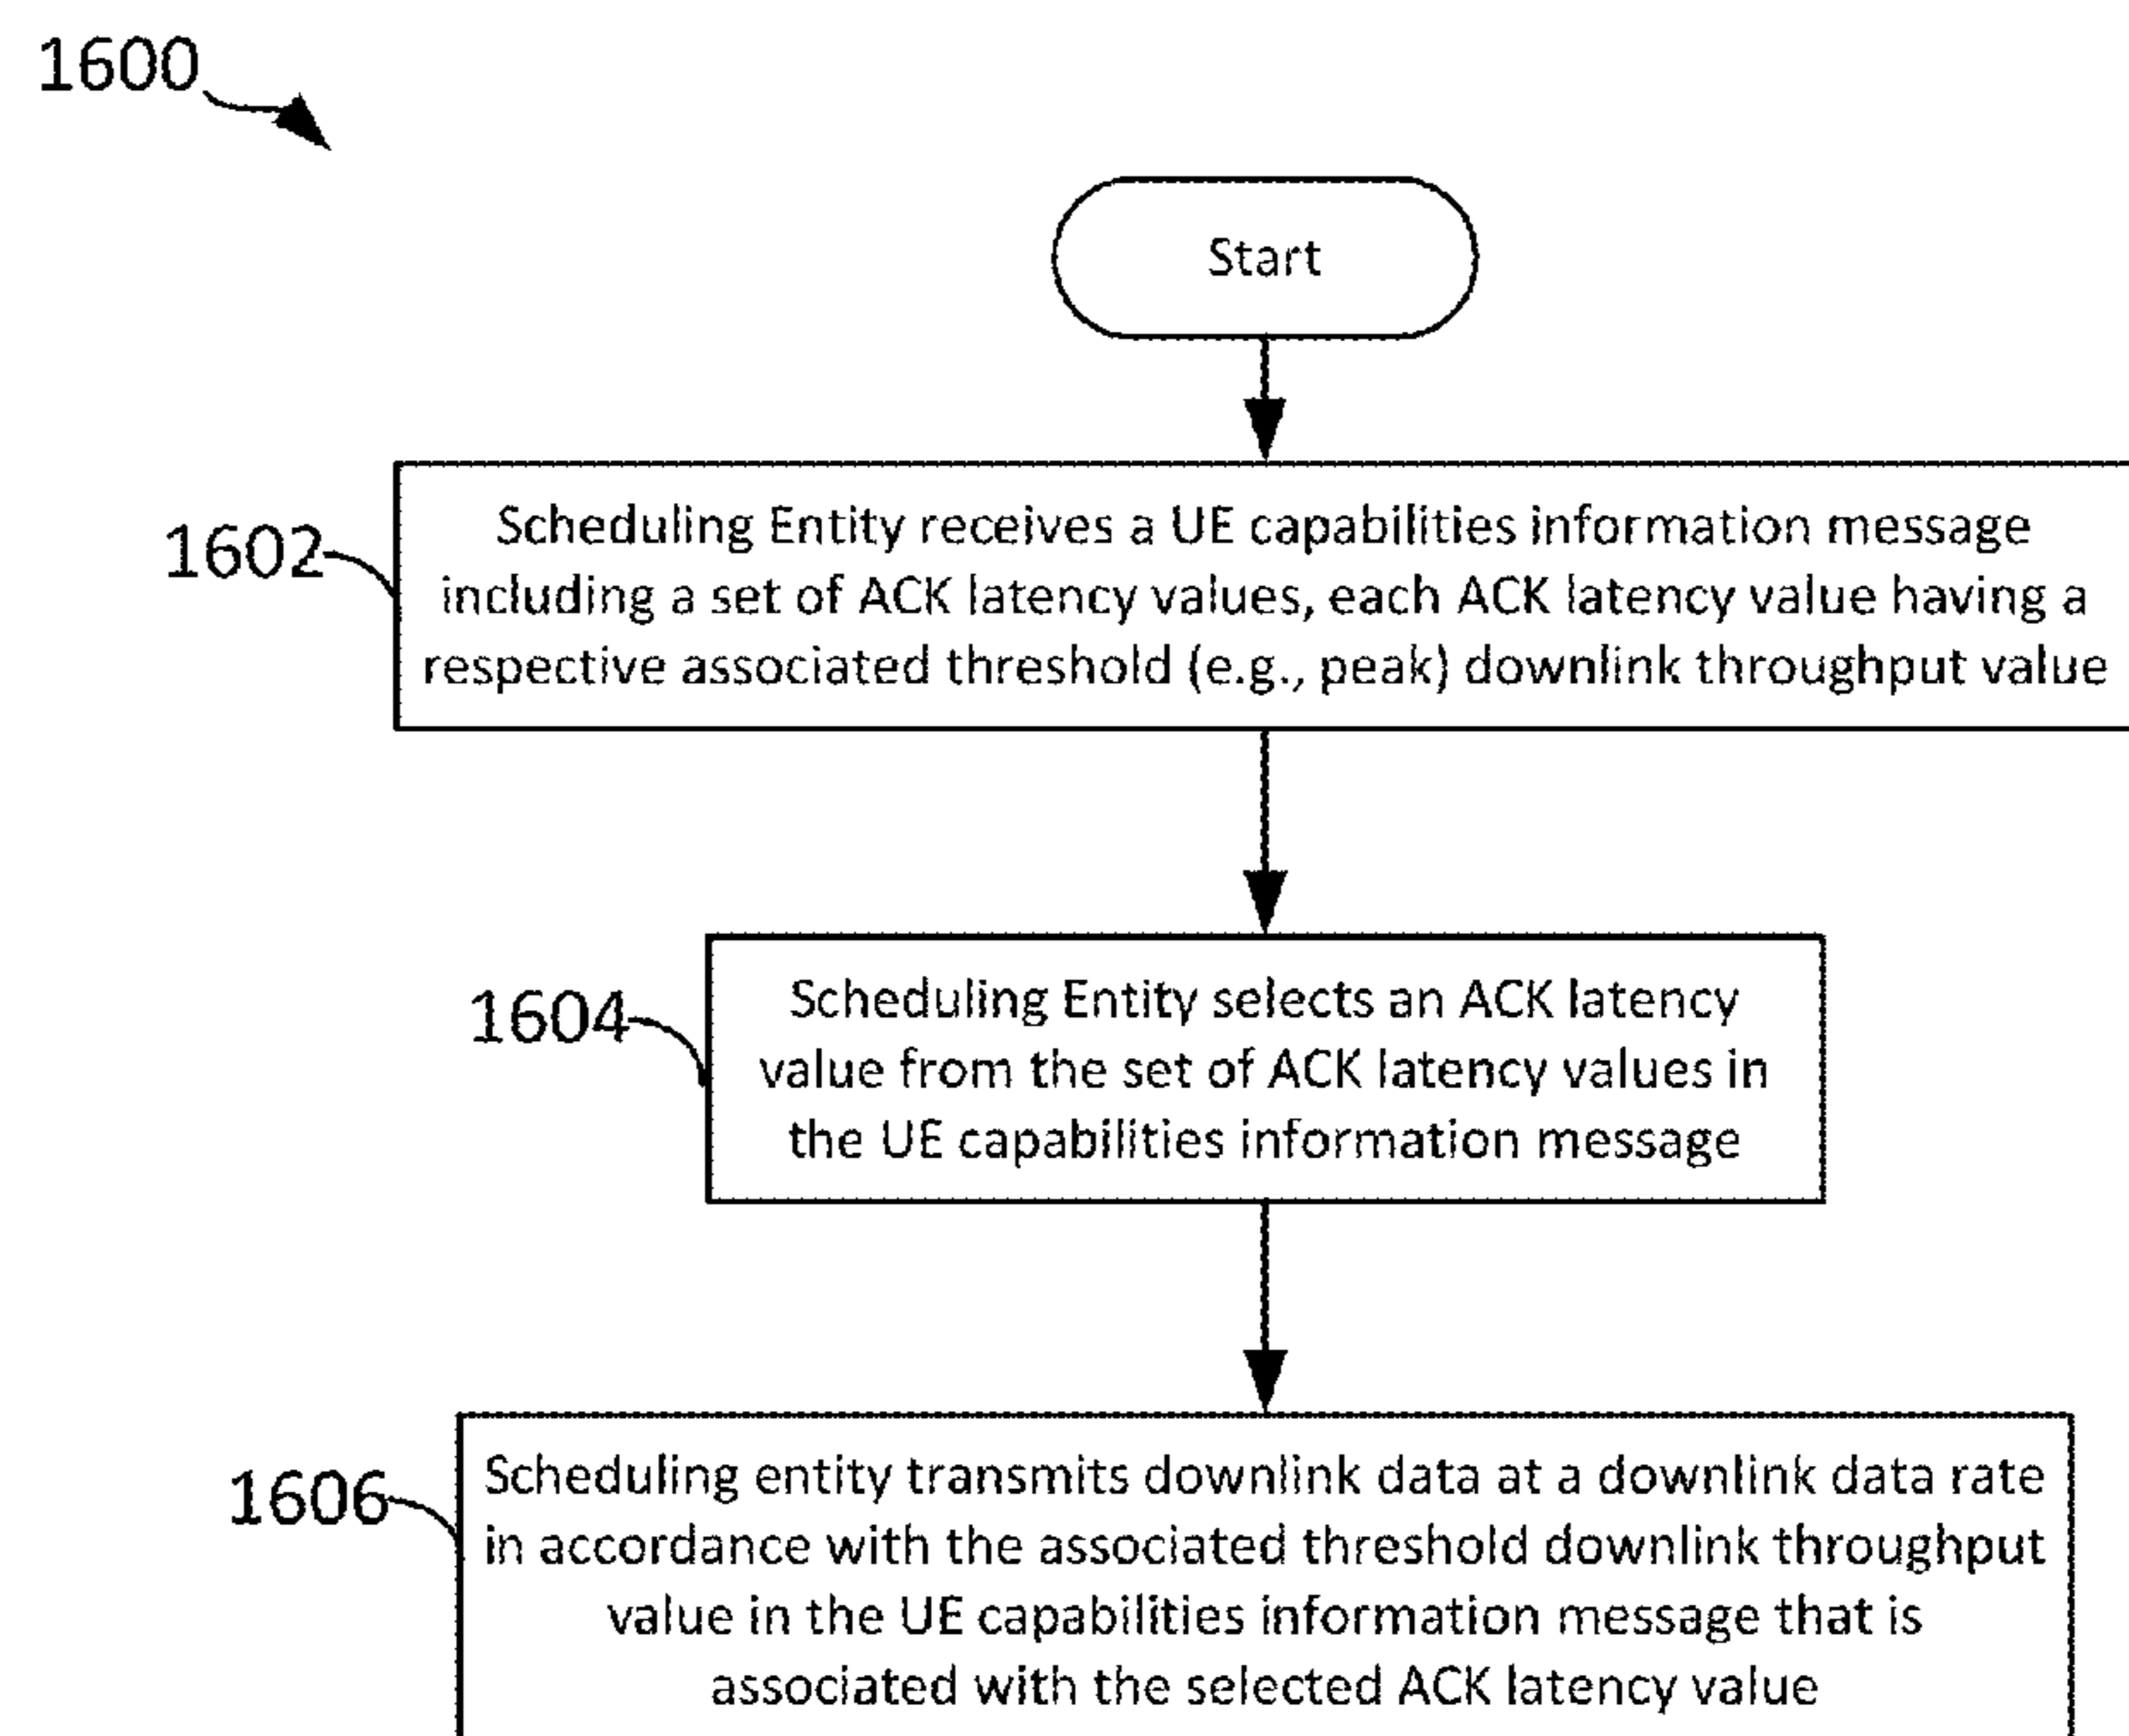 1600
Start
1602
Scheduling Entity receives a UE capabilities information message
including a set of ACK latency values, each ACK latency value having a
respective associated threshold (e.g., peak) downlink throughput value
1604
Scheduling Entity selects an ACK latency
value from the set of ACK latency values in
the UE capabilities information message
1606
Scheduling entity transmits downlink data at a downlink data rate
in accordance with the associated threshold downlink throughput
value in the UE capabilities information message that is
associated with the selected ACK latency value